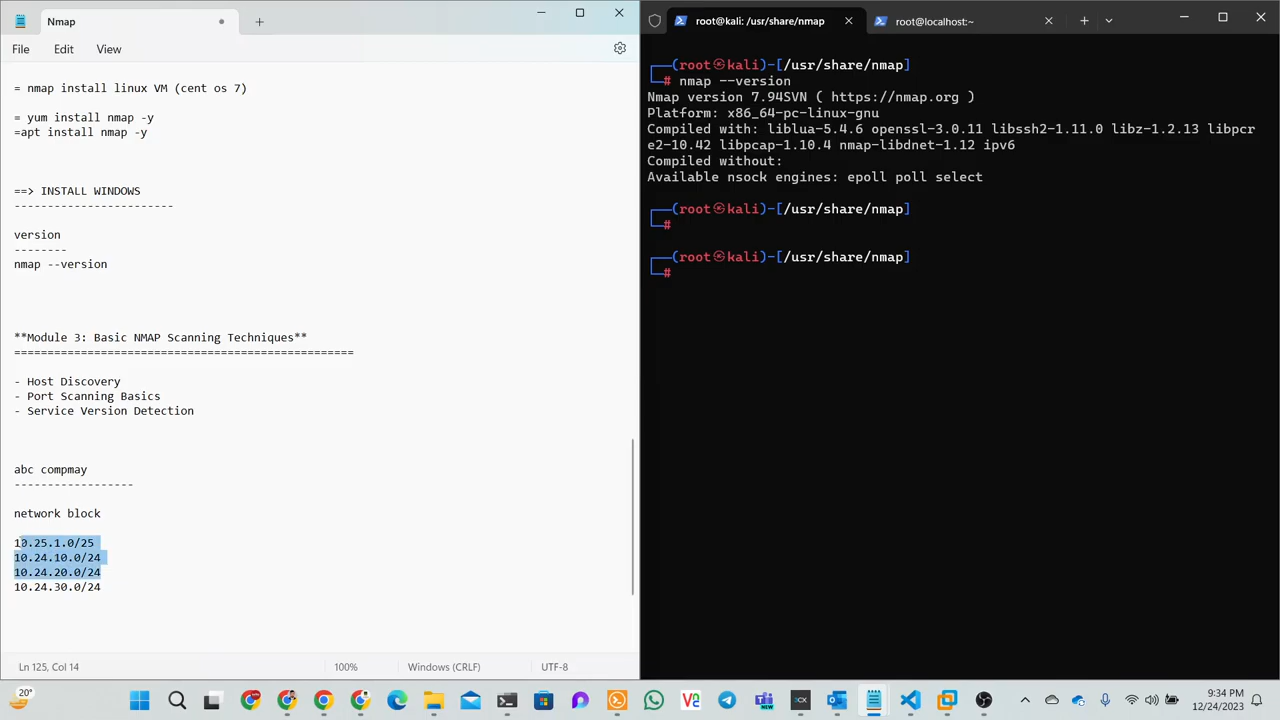 Nmap
File Edit View
= nmap install linux VM (cent os 7)
= yum install nmap -y
=apt install nmap -y
==> INSTALL WINDOWS
------------------------
version
--------
nmap --version
**Module 3: Basic NMAP Scanning Techniques**
===================================================
- Host Discovery
- Port Scanning Basics
- Service Version Detection
abc compmay
------------------
network block
10.25.1.0/25
10.24.10.0/24
10.24.20.0/24
10.24.30.0/24
Ln 125, Col 14 100% Windows (CRLF) UTF-8
root@kali: /usr/share/nmap root@localhost:~
(root㉿kali)-[/usr/share/nmap]
# nmap --version
Nmap version 7.94SVN ( https://nmap.org )
Platform: x86_64-pc-linux-gnu
Compiled with: liblua-5.4.6 openssl-3.0.11 libssh2-1.11.0 libz-1.2.13 libpcr
e2-10.42 libpcap-1.10.4 nmap-libdnet-1.12 ipv6
Compiled without:
Available nsock engines: epoll poll select
(root㉿kali)-[/usr/share/nmap]
#
(root㉿kali)-[/usr/share/nmap]
#
20°
9:34 PM
12/24/2023